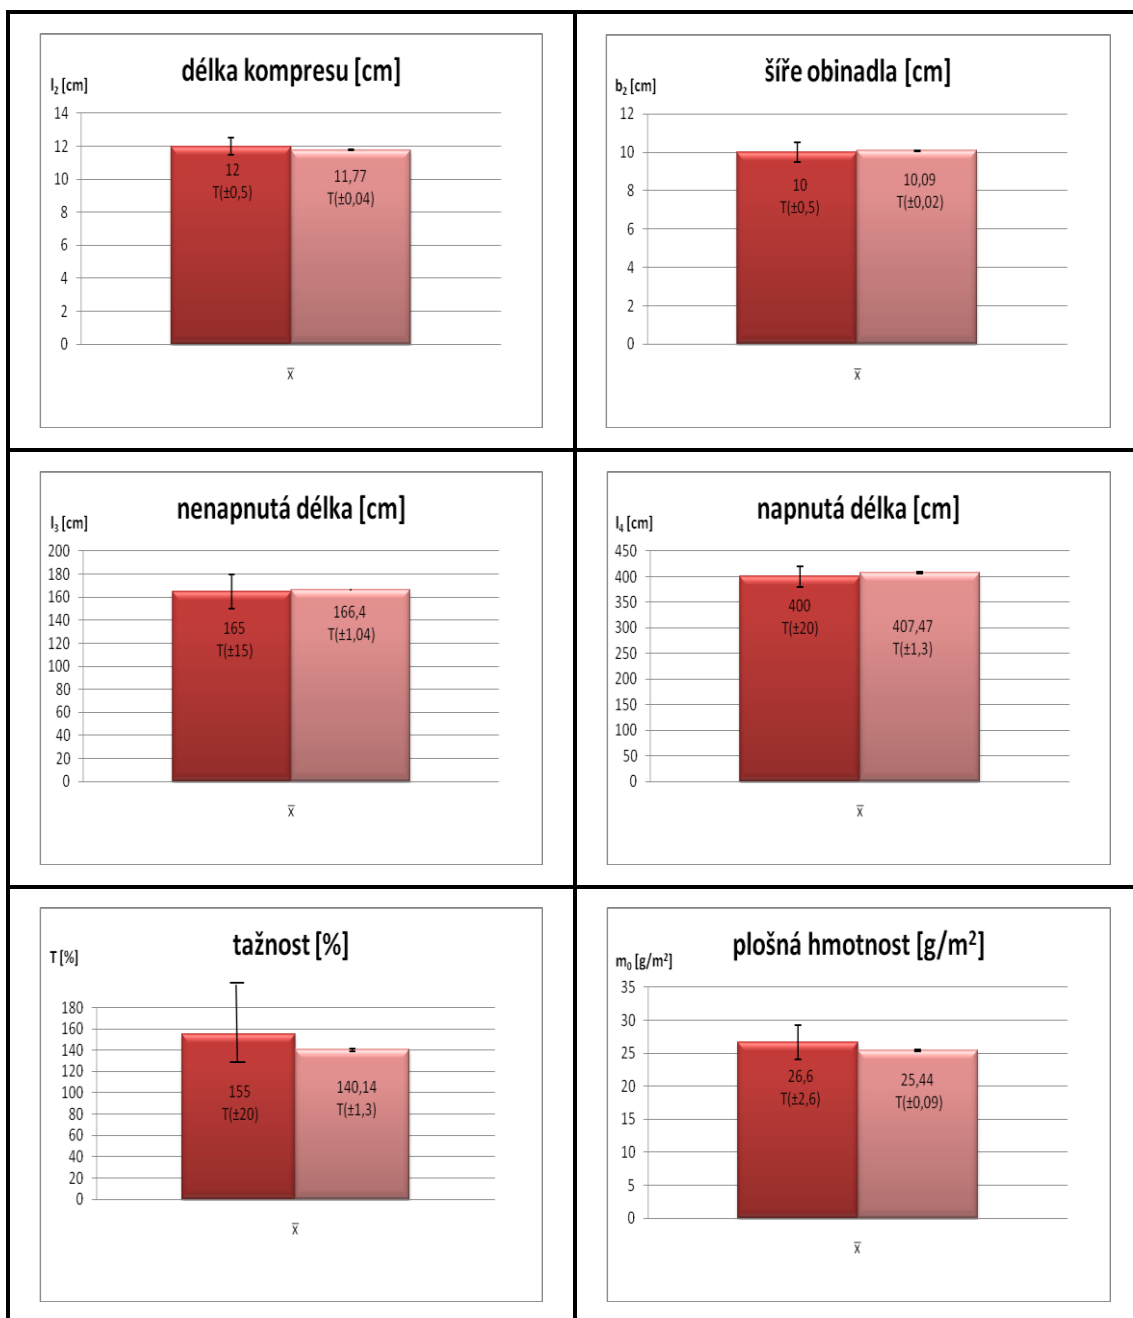 délka kompresu [cm]
l₂ [cm]
14
12
10
8
6
4
2
0
12
T(±0,5)
11,77
T(±0,04)
x̅
šíře obinadla [cm]
b₂ [cm]
12
10
8
6
4
2
0
10
T(±0,5)
10,09
T(±0,02)
x̅
nenapnutá délka [cm]
l₃ [cm]
200
180
160
140
120
100
80
60
40
20
0
165
T(±15)
166,4
T(±1,04)
x̅
napnutá délka [cm]
l₄ [cm]
450
400
350
300
250
200
150
100
50
0
400
T(±20)
407,47
T(±1,3)
x̅
tažnost [%]
T [%]
180
160
140
120
100
80
60
40
20
0
155
T(±20)
140,14
T(±1,3)
x̅
plošná hmotnost [g/m²]
m₀ [g/m²]
35
30
25
20
15
10
5
0
26,6
T(±2,6)
25,44
T(±0,09)
x̅